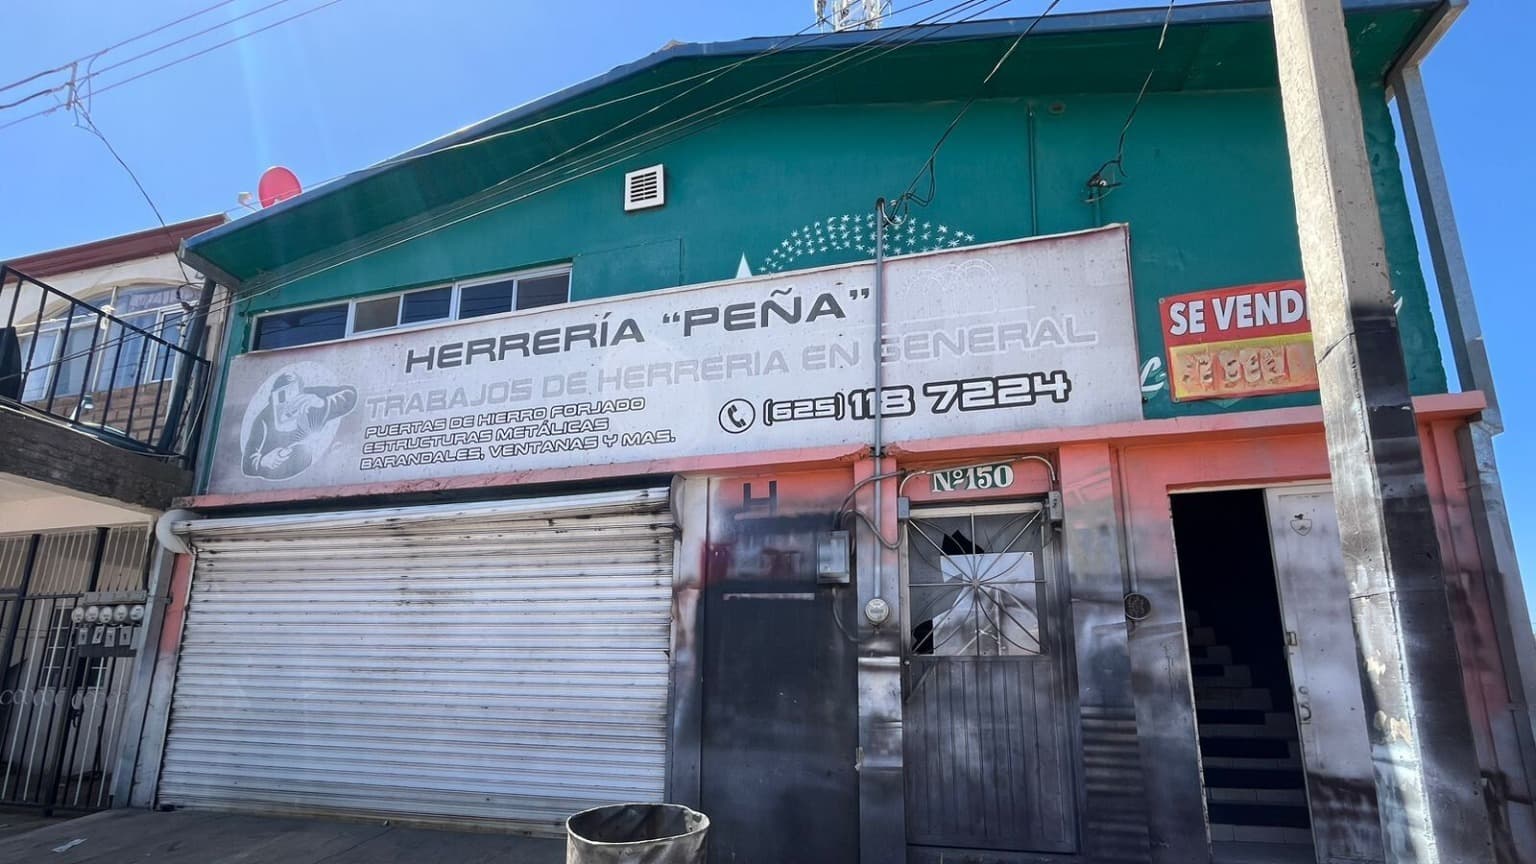 HERRERÍA “PEÑA”
TRABAJOS DE HERRERIA EN GENERAL
PUERTAS DE HIERRO FORJADO
ESTRUCTURAS METÁLICAS
BARANDALES, VENTANAS Y MAS.
(625) 118 7224
SE VEND
Nº150
H